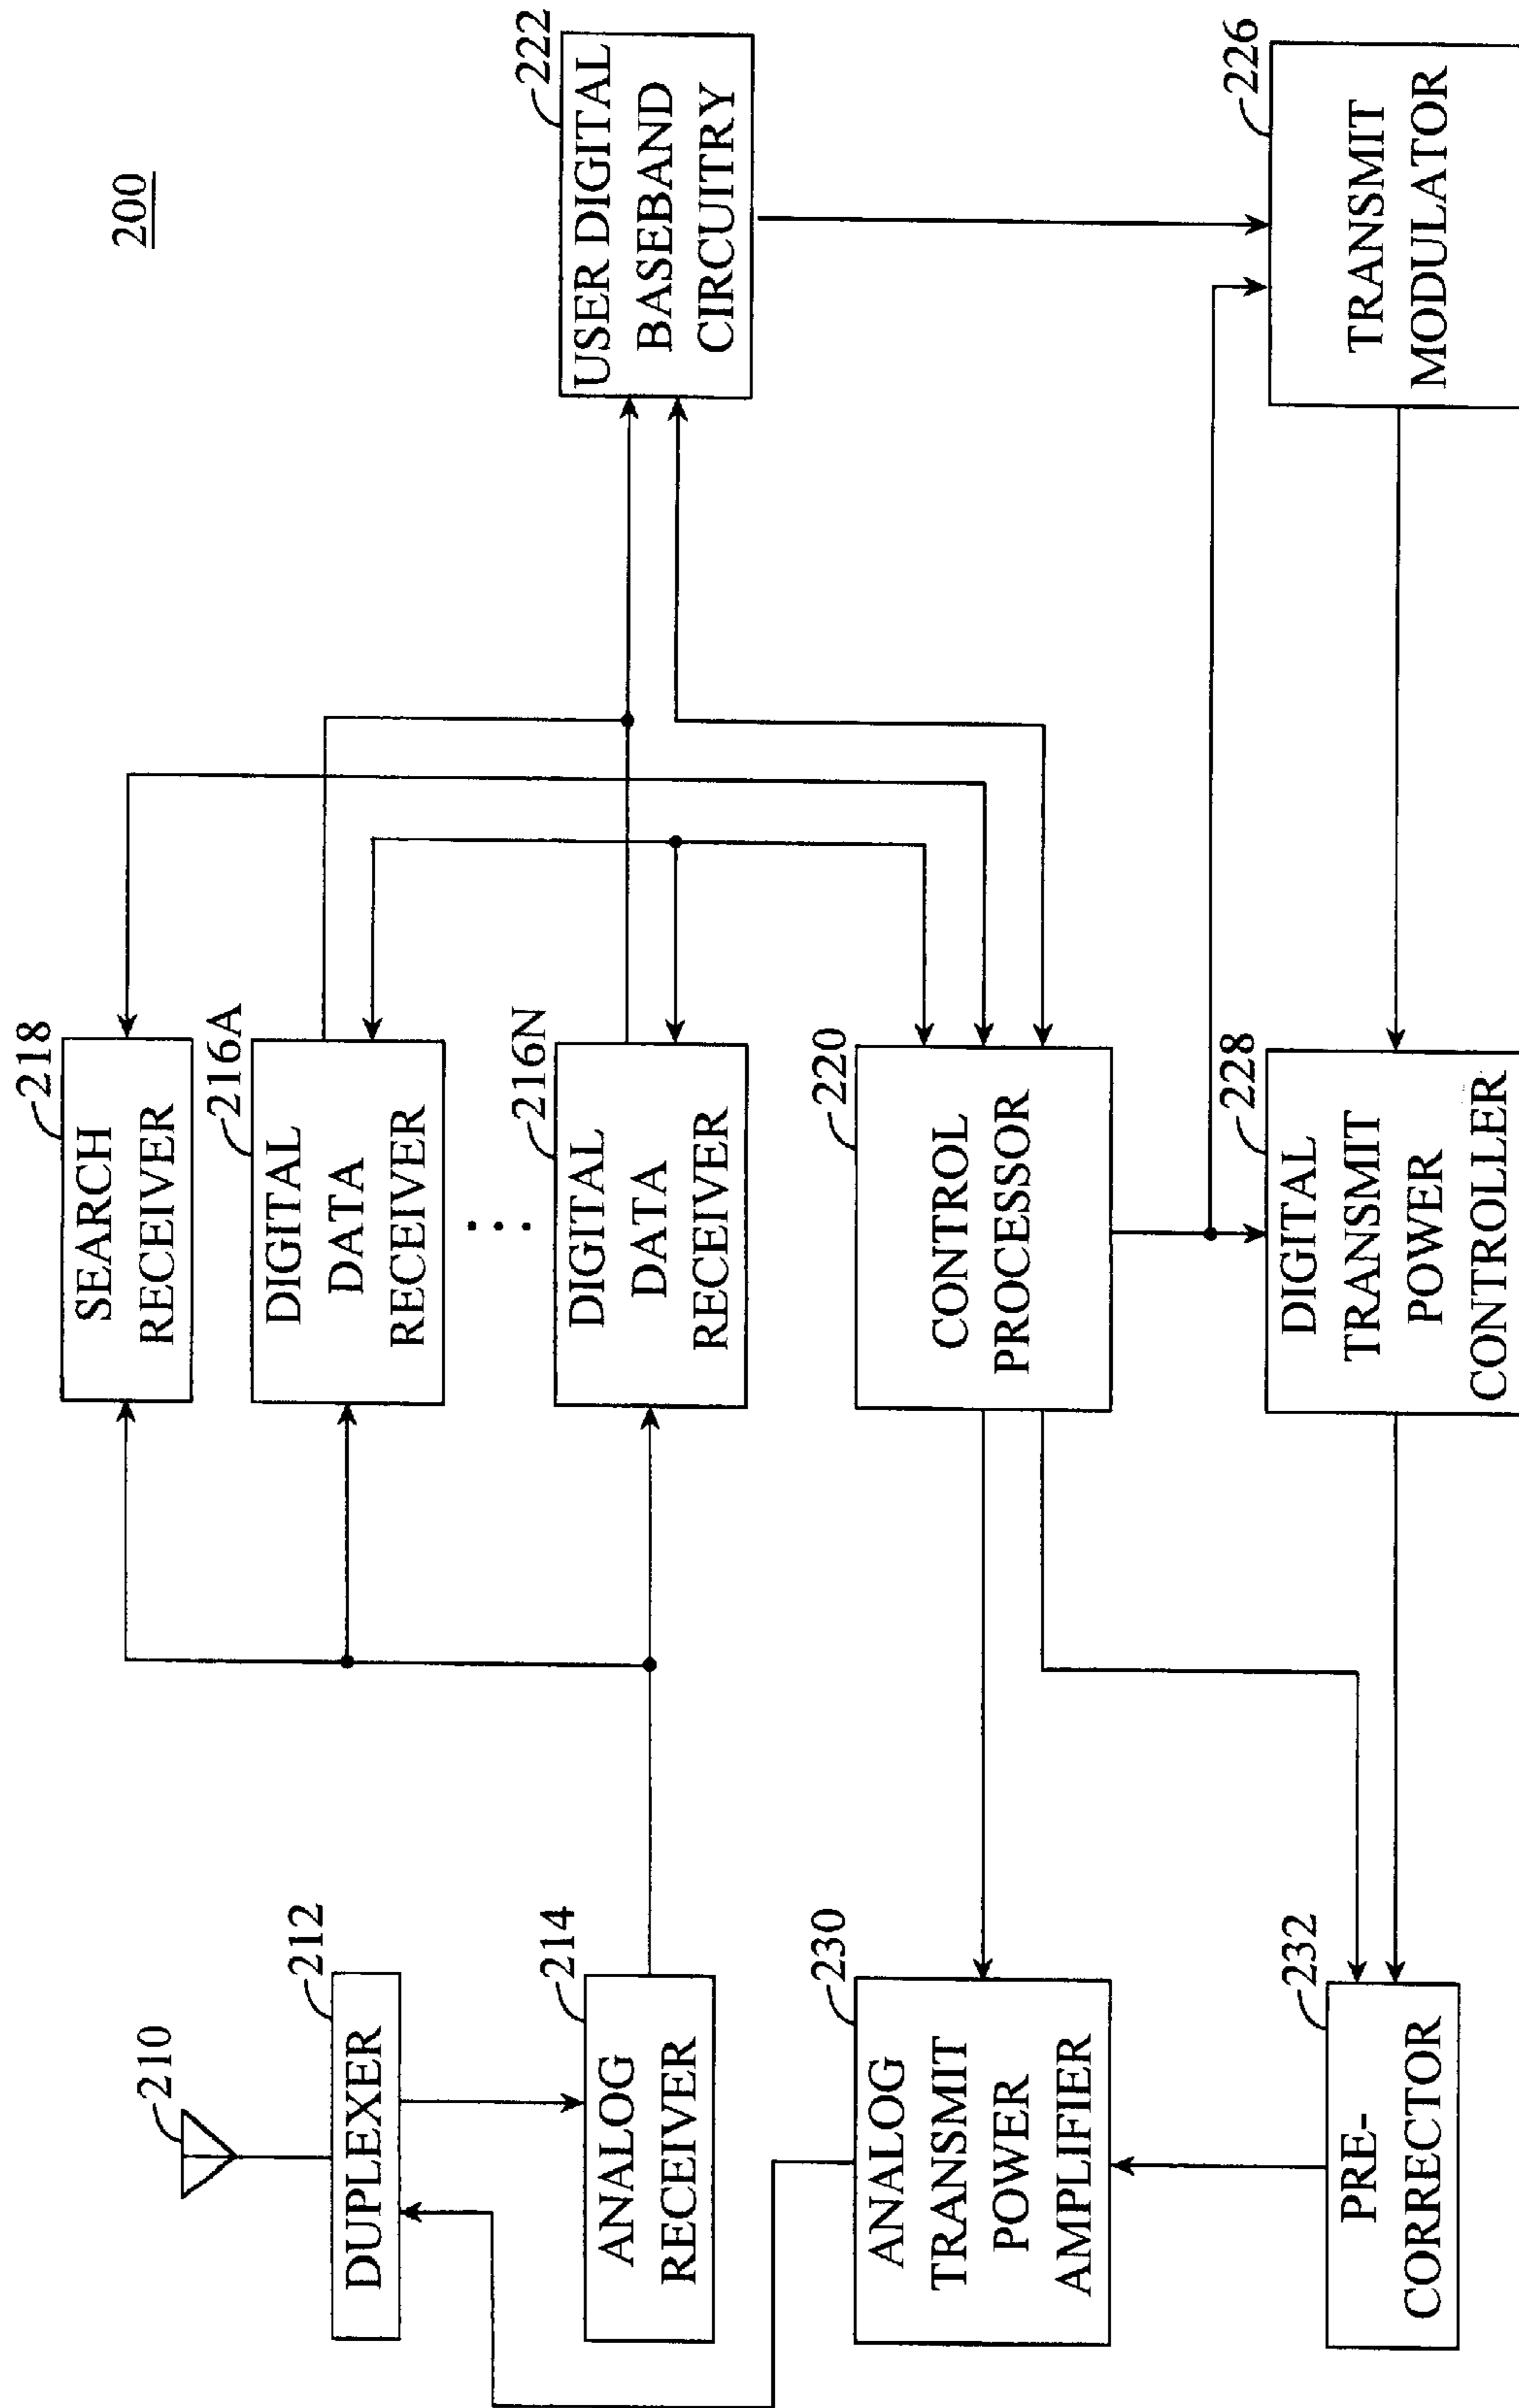 200
210
212
DUPLEXER
214
ANALOG
RECEIVER
218
SEARCH
RECEIVER
216A
DIGITAL
DATA
RECEIVER
216N
DIGITAL
DATA
RECEIVER
222
USER DIGITAL
BASEBAND
CIRCUITRY
230
ANALOG
TRANSMIT
POWER
AMPLIFIER
220
CONTROL
PROCESSOR
232
PRE-
CORRECTOR
228
DIGITAL
TRANSMIT
POWER
CONTROLLER
226
TRANSMIT
MODULATOR